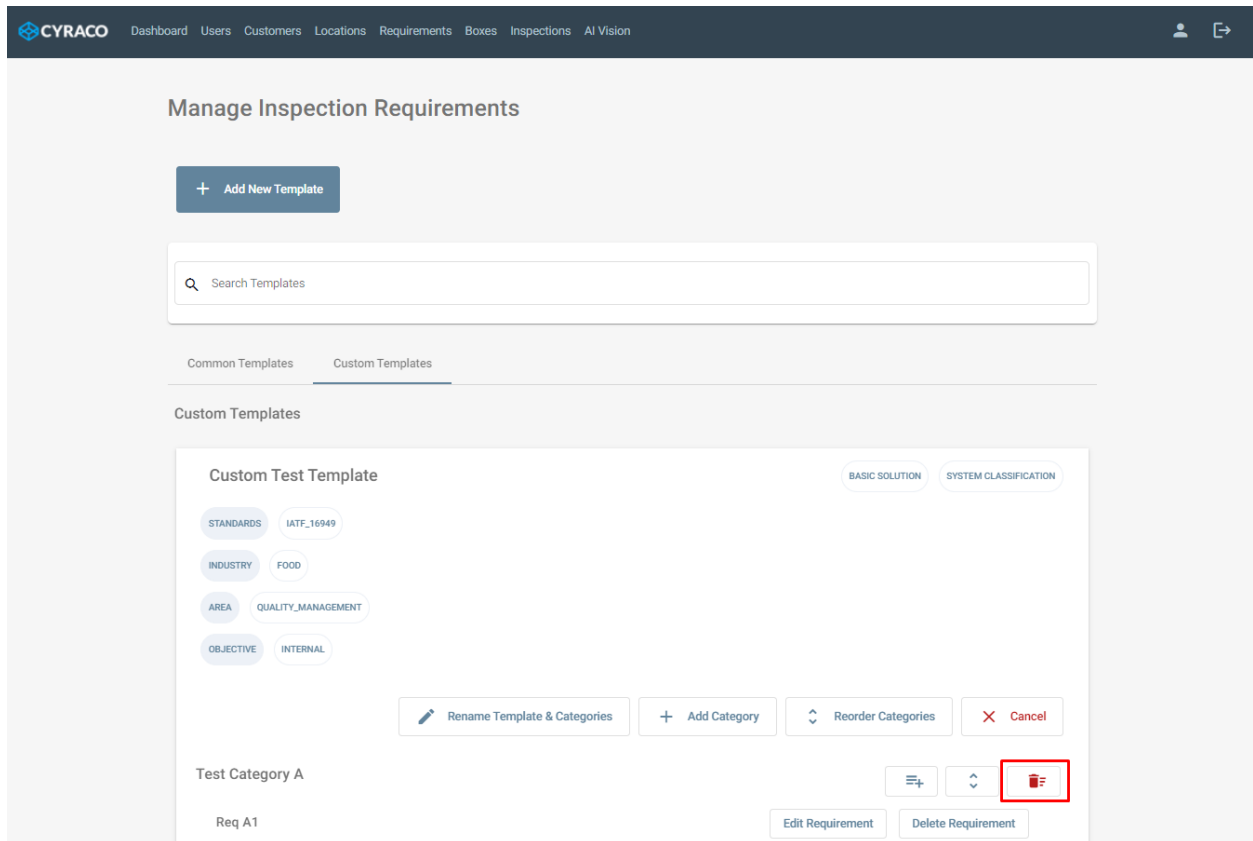 CYRACO Dashboard Users Customers Locations Requirements Boxes Inspections AI Vision
Manage Inspection Requirements
Add New Template
Search Templates
Common Templates Custom Templates
Custom Templates
Custom Test Template BASIC SOLUTION SYSTEM CLASSIFICATION
STANDARDS IATF_16949
INDUSTRY FOOD
AREA QUALITY_MANAGEMENT
OBJECTIVE INTERNAL
Rename Template & Categories Add Category Reorder Categories Cancel
Test Category A
Req A1 Edit Requirement Delete Requirement